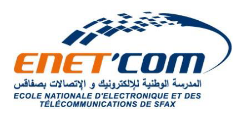 ENET'COM
المدرسة الوطنية للإلكترونيك و الإتصالات بصفاقس
ECOLE NATIONALE D'ELECTRONIQUE ET DES
TÉLÉCOMMUNICATIONS DE SFAX